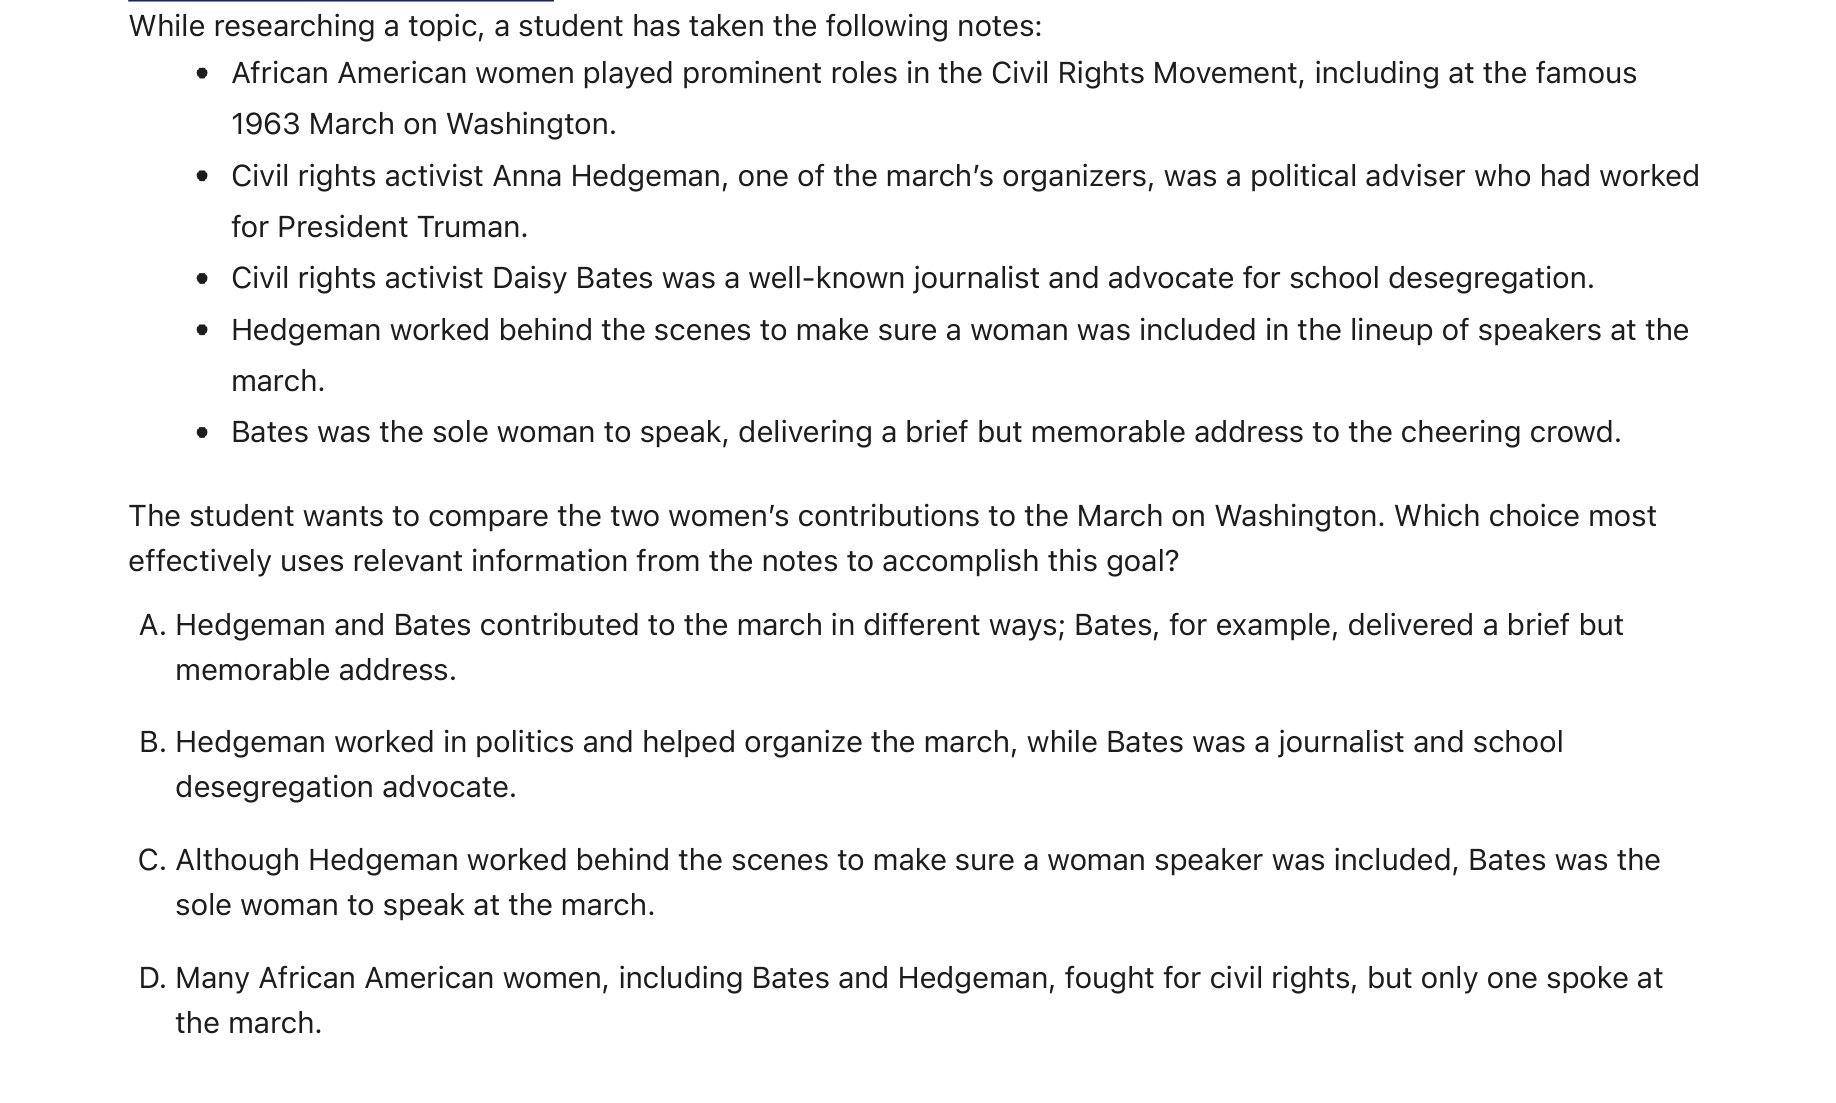 While researching a topic, a student has taken the following notes:
• African American women played prominent roles in the Civil Rights Movement, including at the famous
1963 March on Washington.
• Civil rights activist Anna Hedgeman, one of the march’s organizers, was a political adviser who had worked
for President Truman.
• Civil rights activist Daisy Bates was a well-known journalist and advocate for school desegregation.
• Hedgeman worked behind the scenes to make sure a woman was included in the lineup of speakers at the
march.
• Bates was the sole woman to speak, delivering a brief but memorable address to the cheering crowd.
The student wants to compare the two women’s contributions to the March on Washington. Which choice most
effectively uses relevant information from the notes to accomplish this goal?
A. Hedgeman and Bates contributed to the march in different ways; Bates, for example, delivered a brief but
memorable address.
B. Hedgeman worked in politics and helped organize the march, while Bates was a journalist and school
desegregation advocate.
C. Although Hedgeman worked behind the scenes to make sure a woman speaker was included, Bates was the
sole woman to speak at the march.
D. Many African American women, including Bates and Hedgeman, fought for civil rights, but only one spoke at
the march.